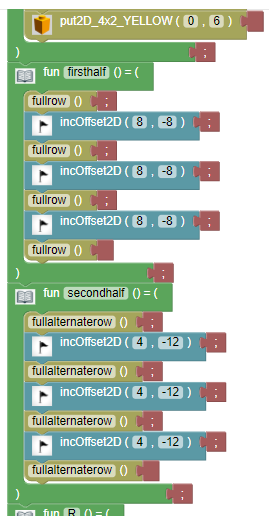 put2D_4x2_YELLOW ( 0 , 6 )
) ;
fun firsthalf () = (
fullrow () ;
incOffset2D ( 8 , -8 ) ;
fullrow () ;
incOffset2D ( 8 , -8 ) ;
fullrow () ;
incOffset2D ( 8 , -8 ) ;
fullrow ()
) ;
fun secondhalf () = (
fullalternaterow () ;
incOffset2D ( 4 , -12 ) ;
fullalternaterow () ;
incOffset2D ( 4 , -12 ) ;
fullalternaterow () ;
incOffset2D ( 4 , -12 ) ;
fullalternaterow ()
) ;
fun R () = (